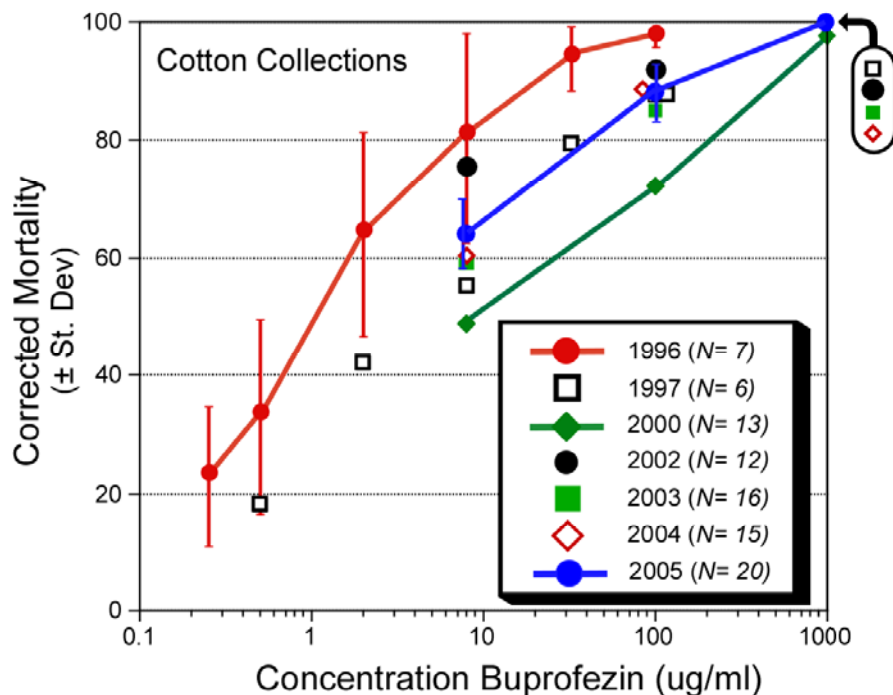 Cotton Collections
100
80
60
40
20
0
Corrected Mortality
(± St. Dev)
1996 (N= 7)
1997 (N= 6)
2000 (N= 13)
2002 (N= 12)
2003 (N= 16)
2004 (N= 15)
2005 (N= 20)
0.1 1 10 100 1000
Concentration Buprofezin (ug/ml)